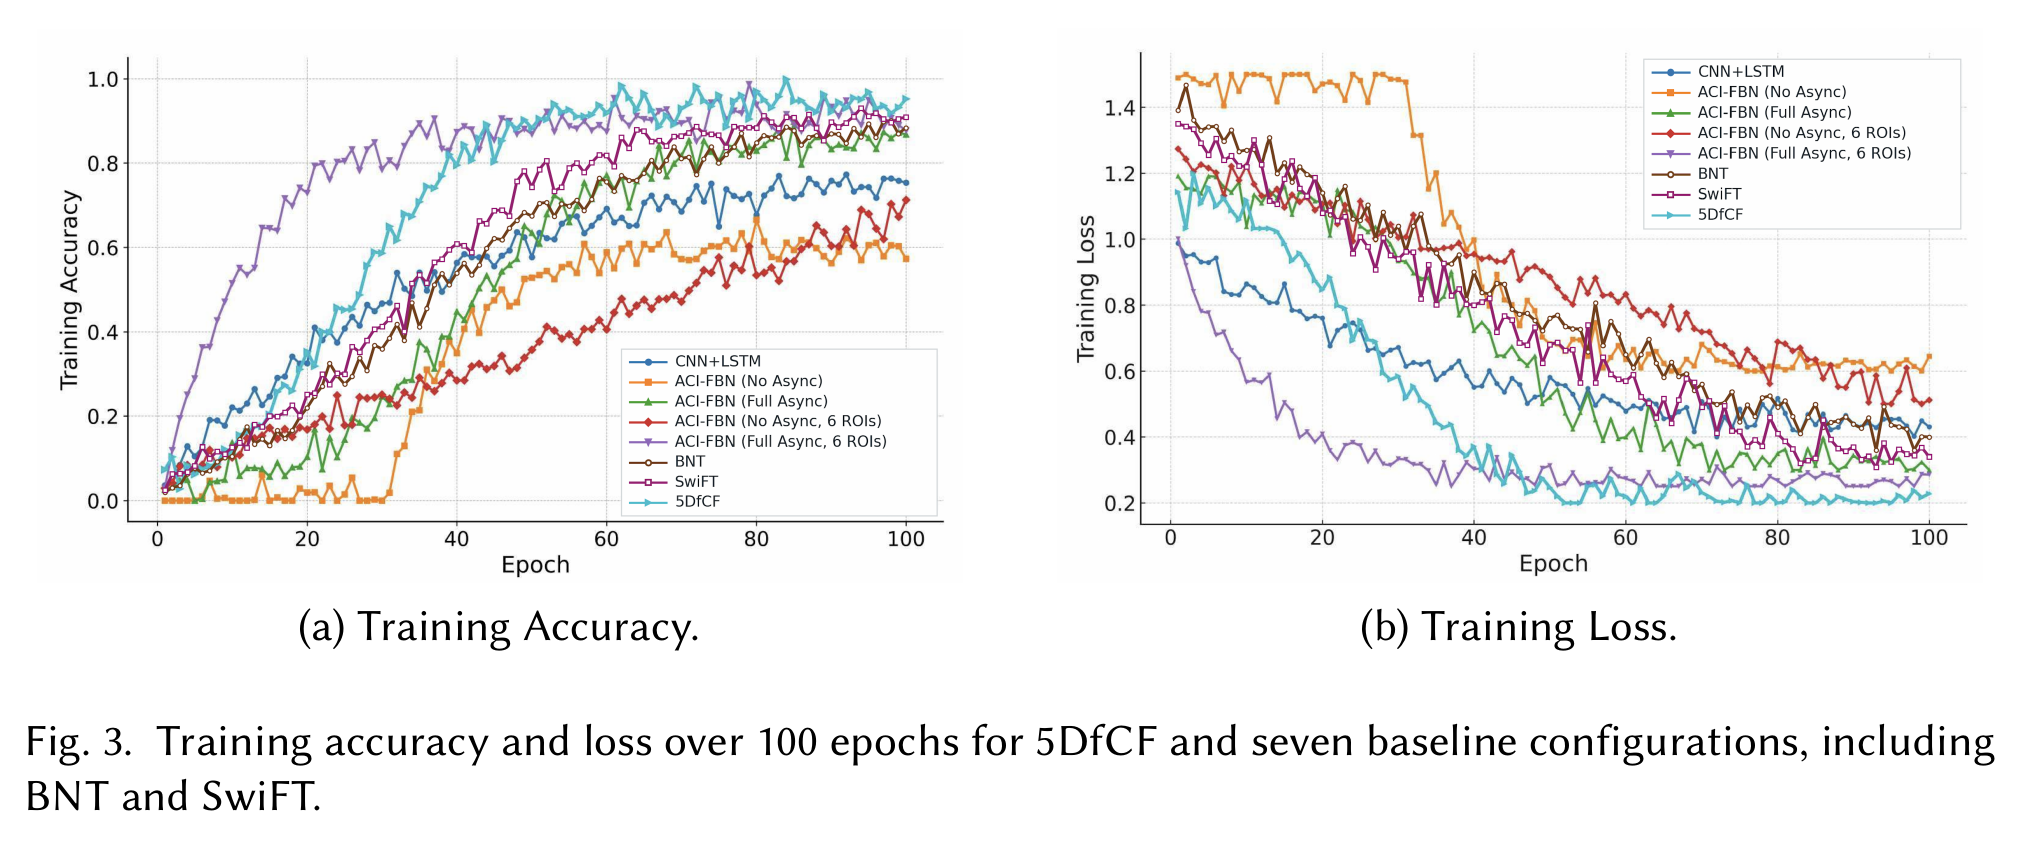 1.0
0.8
0.6
0.4
0.2
0.0
Training Accuracy
0 20 40 60 80 100
Epoch
CNN+LSTM
ACI-FBN (No Async)
ACI-FBN (Full Async)
ACI-FBN (No Async, 6 ROIs)
ACI-FBN (Full Async, 6 ROIs)
BNT
SwiFT
5DfCF
(a) Training Accuracy.
1.4
1.2
1.0
0.8
0.6
0.4
0.2
Training Loss
0 20 40 60 80 100
Epoch
CNN+LSTM
ACI-FBN (No Async)
ACI-FBN (Full Async)
ACI-FBN (No Async, 6 ROIs)
ACI-FBN (Full Async, 6 ROIs)
BNT
SwiFT
5DfCF
(b) Training Loss.
Fig. 3. Training accuracy and loss over 100 epochs for 5DfCF and seven baseline configurations, including
BNT and SwiFT.